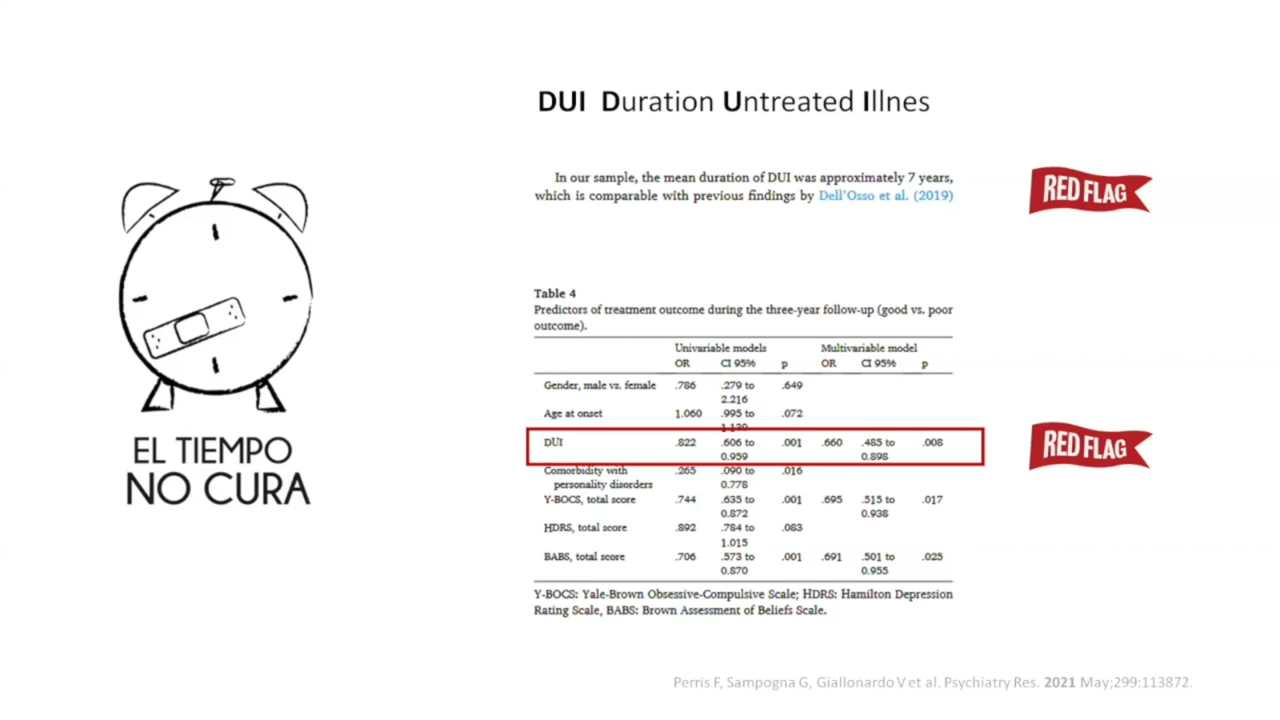 DUI Duration Untreated Illnes
In our sample, the mean duration of DUI was approximately 7 years,
which is comparable with previous findings by Dell'Osso et al. (2019)
RED FLAG
EL TIEMPO
NO CURA
Table 4
Predictors of treatment outcome during the three-year follow-up (good vs. poor
outcome).
Univariable models Multivariable model
OR CI 95% p OR CI 95% p
Gender, male vs. female .786 .279 to .649
2.216
Age at onset 1.060 .995 to .072
1.130
DUI .822 .606 to .001 .660 .485 to .008
0.959 0.898
Comorbidity with .265 .090 to .016
personality disorders 0.778
Y-BOCS, total score .744 .635 to .001 .695 .515 to .017
0.872 0.938
HDRS, total score .892 .784 to .083
1.015
BABS, total score .706 .573 to .001 .691 .501 to .025
0.870 0.955
Y-BOCS: Yale-Brown Obsessive-Compulsive Scale; HDRS: Hamilton Depression
Rating Scale, BABS: Brown Assessment of Beliefs Scale.
RED FLAG
Perris F, Sampogna G, Giallonardo V et al. Psychiatry Res. 2021 May;299:113872.